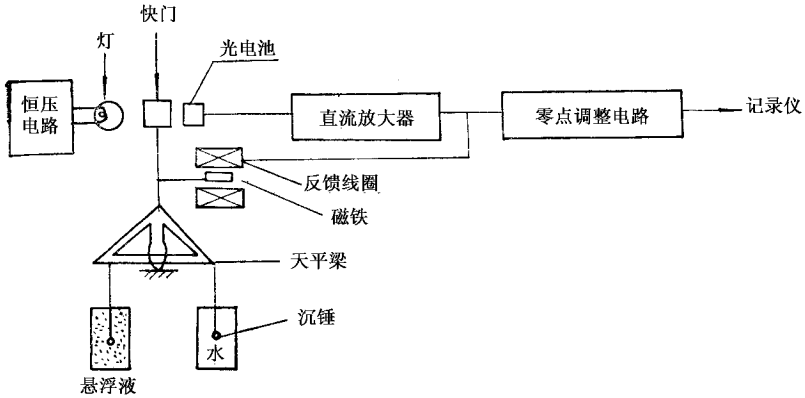 快门
灯
光电池
恒压
电路
直流放大器
零点调整电路
记录仪
反馈线圈
磁铁
天平梁
沉锤
水
悬浮液